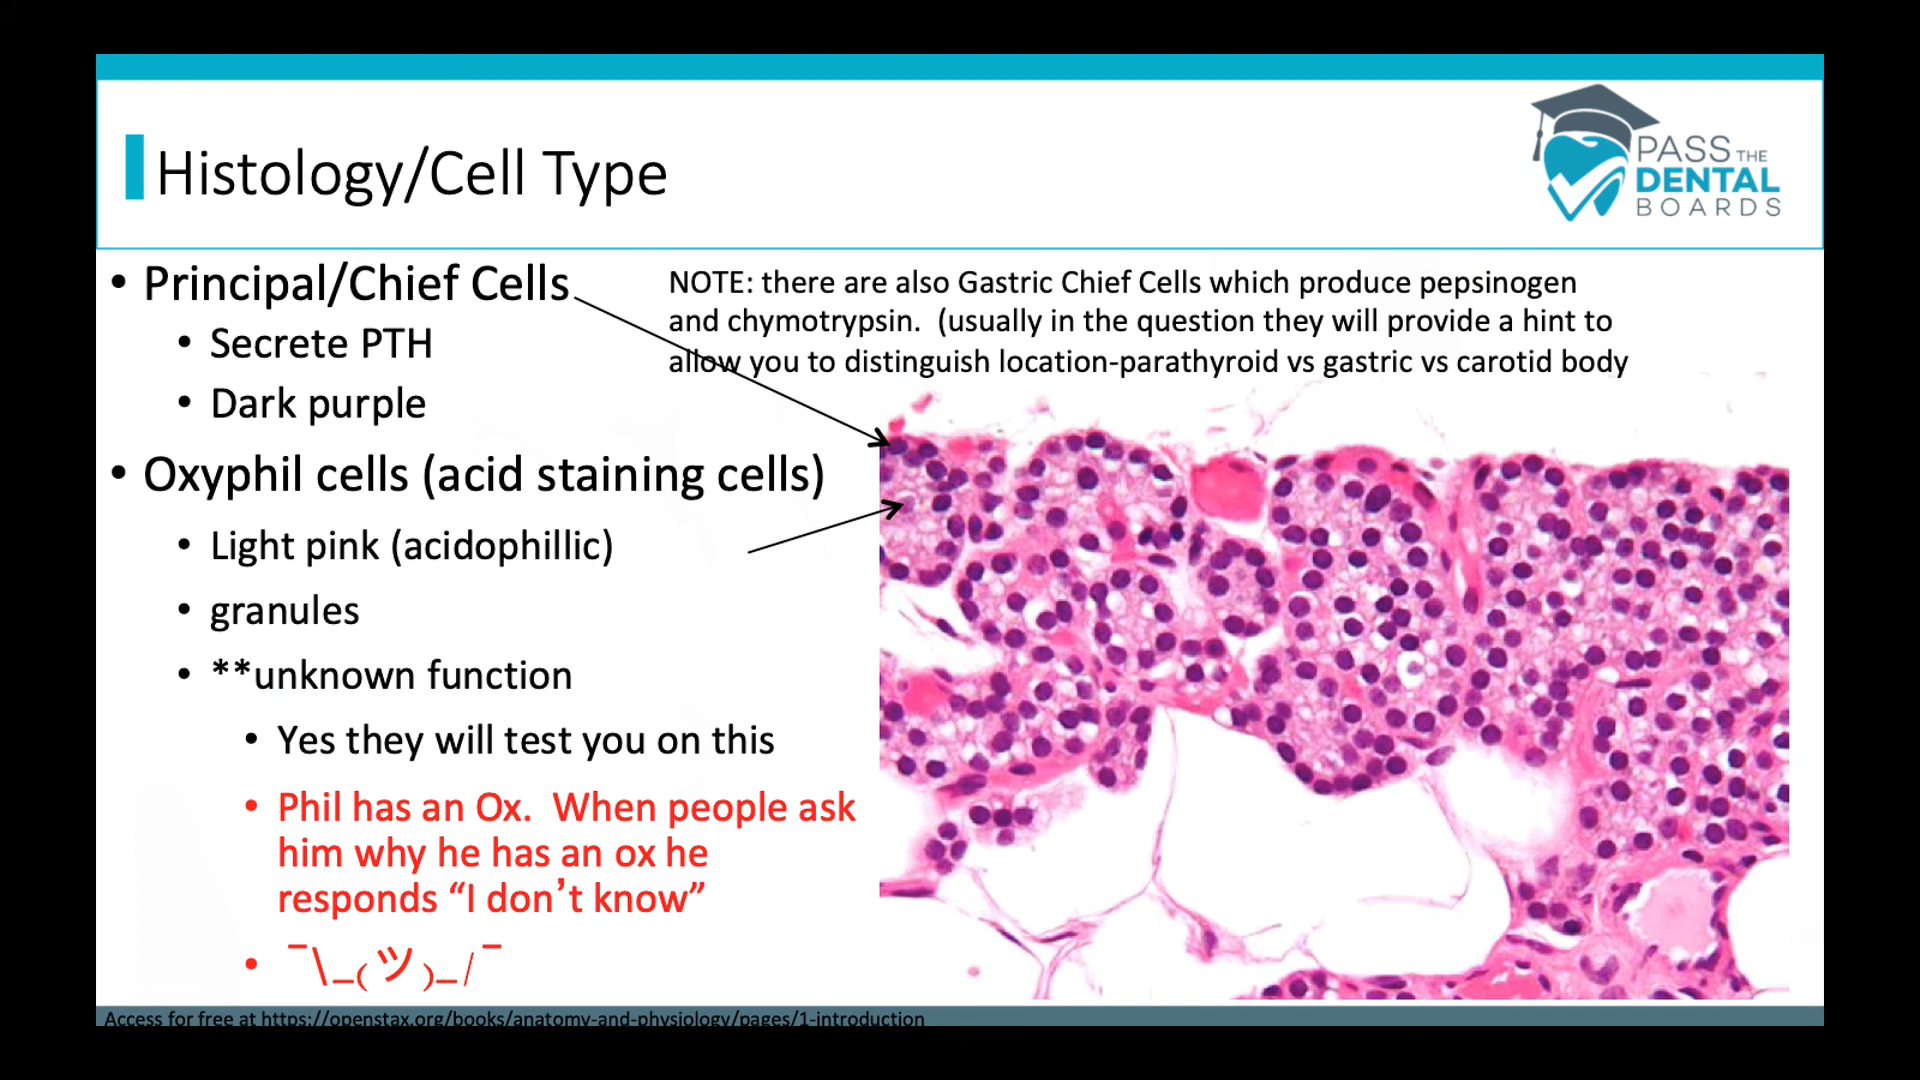 Histology/Cell Type
PASS THE
DENTAL
BOARDS
• Principal/Chief Cells
• Secrete PTH
• Dark purple
• Oxyphil cells (acid staining cells)
• Light pink (acidophillic)
• granules
• **unknown function
• Yes they will test you on this
• Phil has an Ox.  When people ask
him why he has an ox he
responds “I don’t know”
• ¯\_(ツ)_/¯
NOTE: there are also Gastric Chief Cells which produce pepsinogen
and chymotrypsin.  (usually in the question they will provide a hint to
allow you to distinguish location-parathyroid vs gastric vs carotid body
Access for free at https://openstax.org/books/anatomy-and-physiology/pages/1-introduction